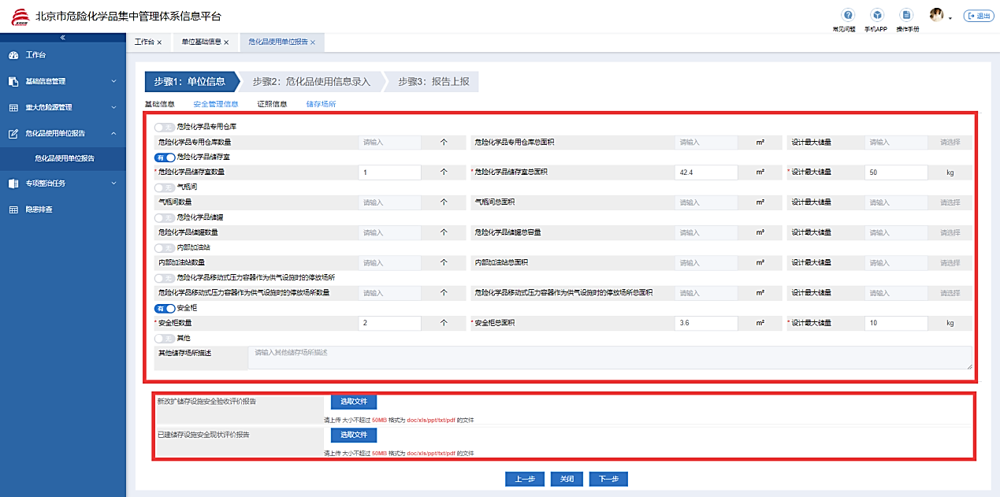 北京市危险化学品集中管理体系信息平台
常见问题 手机APP 操作手册 退出
«
工作台
基础信息管理
重大危险源管理
危化品使用单位报告
危化品使用单位报告
专项整治任务
隐患排查
工作台 × 单位基础信息 × 危化品使用单位报告 ×
步骤1：单位信息 步骤2：危化品使用信息录入 步骤3：报告上报
基础信息 安全管理信息 证照信息 储存场所
无 危险化学品专用仓库
危险化学品专用仓库数量 请输入 个 危险化学品专用仓库总面积 请输入 m² 设计最大储量 请输入 请选择
有 危险化学品储存室
* 危险化学品储存室数量 1 个 * 危险化学品储存室总面积 42.4 m² * 设计最大储量 50 kg
无 气瓶间
气瓶间数量 请输入 个 气瓶间总面积 请输入 m² 设计最大储量 请输入 请选择
无 危险化学品储罐
危险化学品储罐数量 请输入 个 危险化学品储罐总容量 请输入 m³ 设计最大储量 请输入 请选择
无 内部加油站
内部加油站数量 请输入 个 内部加油站总面积 请输入 m² 设计最大储量 请输入 请选择
无 危险化学品移动式压力容器作为供气设施时的停放场所
危险化学品移动式压力容器作为供气设施时的停放场所数量 请输入 个 危险化学品移动式压力容器作为供气设施时的停放场所总面积 请输入 m² 设计最大储量 请输入 请选择
有 安全柜
* 安全柜数量 2 个 * 安全柜总面积 3.6 m² * 设计最大储量 10 kg
无 其他
其他储存场所描述 请输入其他储存场所描述
新改扩储存设施安全验收评价报告 选取文件
请上传 大小不超过 50MB 格式为 doc/xls/ppt/txt/pdf 的文件
已建储存设施安全现状评价报告 选取文件
请上传 大小不超过 50MB 格式为 doc/xls/ppt/txt/pdf 的文件
上一步 关闭 下一步